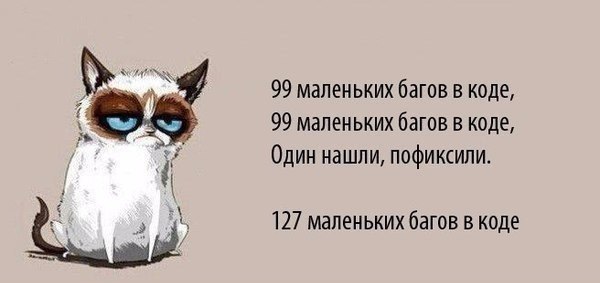 99 маленьких багов в коде,
99 маленьких багов в коде,
Один нашли, пофиксили.
127 маленьких багов в коде